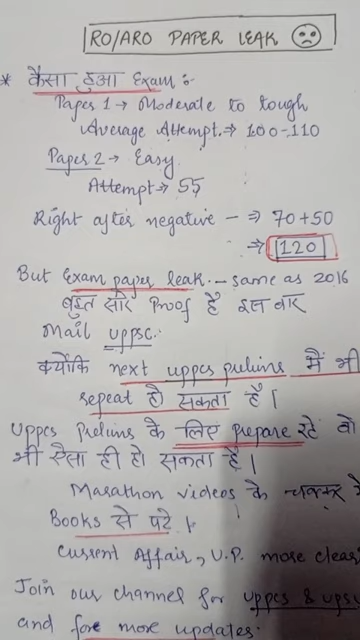 RO/ARO PAPER LEAK
* कैसा हुआ Exam :-
Paper 1 → Moderate to tough
Average Attempt. ⇒ 100-110
Paper 2 → Easy
Attempt → 55
Right after negative - ⇒ 70+50
⇒ 120
But Exam paper leak. - same as 2016
बहुत सारे Proof हैं इस बार
Mail uppsc.
क्योंकि next uppcs prelims में भी
repeat हो सकता है।
uppcs prelims के लिए prepare रहें वो
भी ऐसा ही हो सकता है।
Marathon videos के चक्कर
Books से पढे।
Current Affair, U.P. more clear
Join our channel for uppcs & upsc
and for more updates.